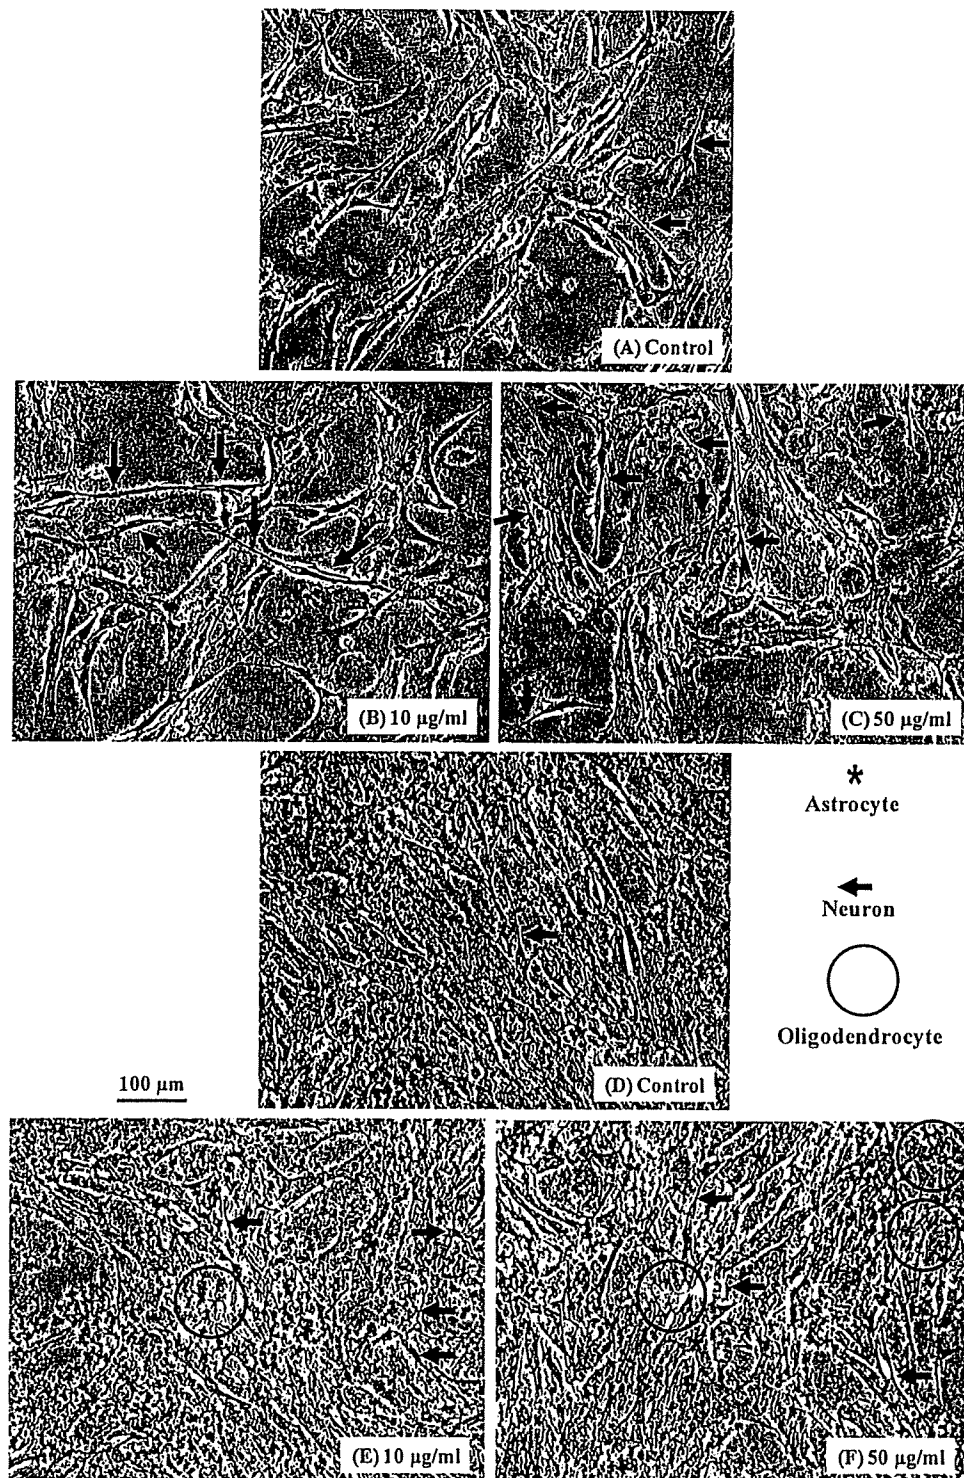 (A) Control
(B) 10 µg/ml
(C) 50 µg/ml
*
Astrocyte
Neuron
Oligodendrocyte
(D) Control
100 µm
(E) 10 µg/ml
(F) 50 µg/ml